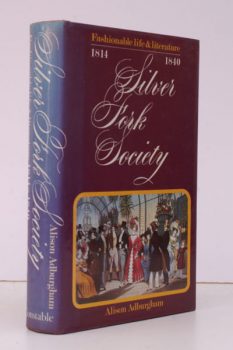 Fashionable life & literature
1814 1840
Silver
Fork
Society
Alison Adburgham
Silver Fork Society
Alison Adburgham
Constable